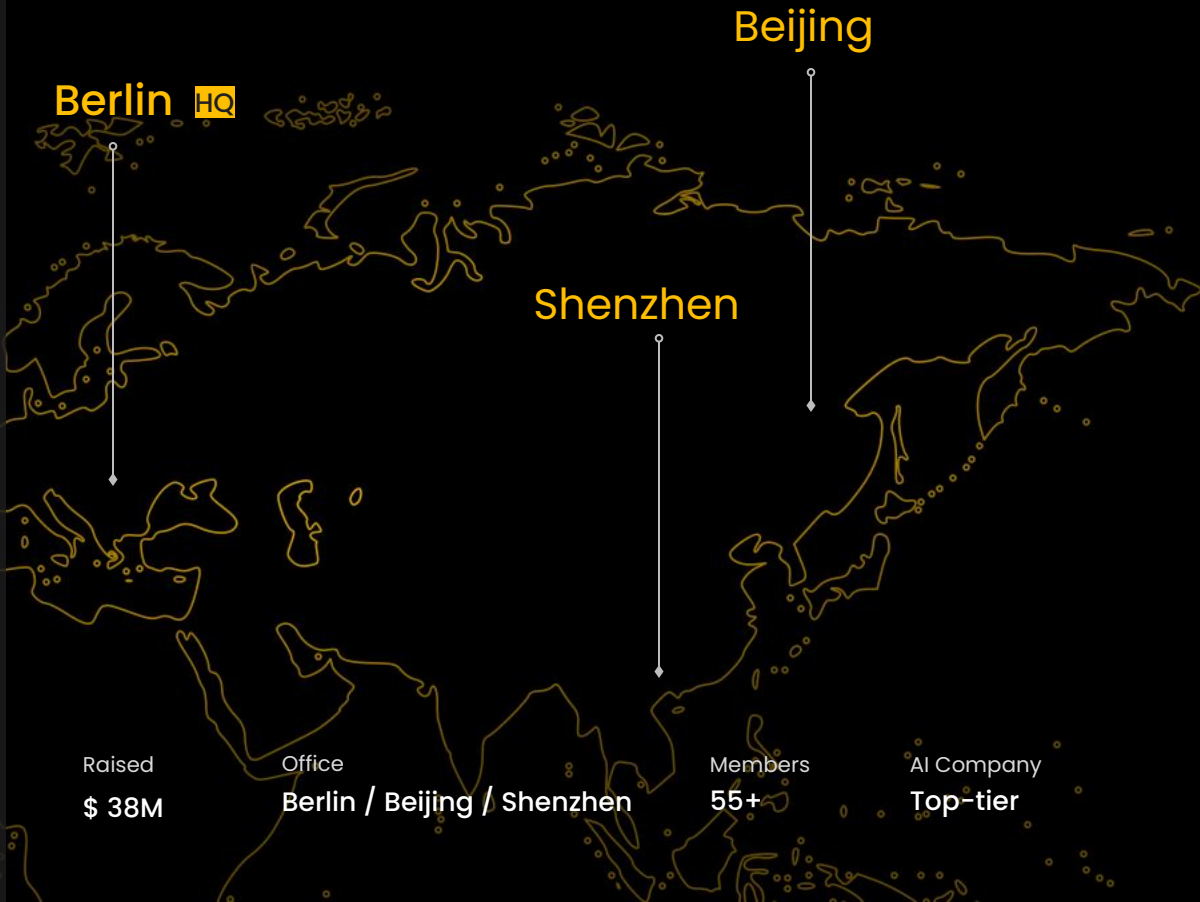 Beijing
Berlin HQ
Shenzhen
Raised
$ 38M
Office
Berlin / Beijing / Shenzhen
Members
55+
AI Company
Top-tier